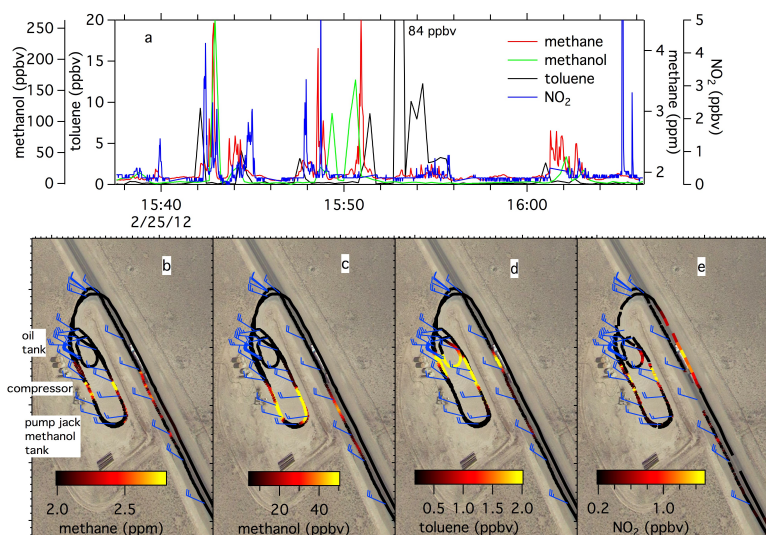 250
200
150
100
50
0
methanol (ppbv)
20
15
10
5
0
toluene (ppbv)
a
84 ppbv
methane
methanol
toluene
NO2
4
3
2
methane (ppm)
5
4
3
2
1
0
NO2 (ppbv)
15:40
15:50
16:00
2/25/12
b
c
d
e
oil
tank
compressor
pump jack
methanol
tank
2.0
2.5
methane (ppm)
20
40
methanol (ppbv)
0.5
1.0
1.5
2.0
toluene (ppbv)
0.2
1.0
NO2 (ppbv)